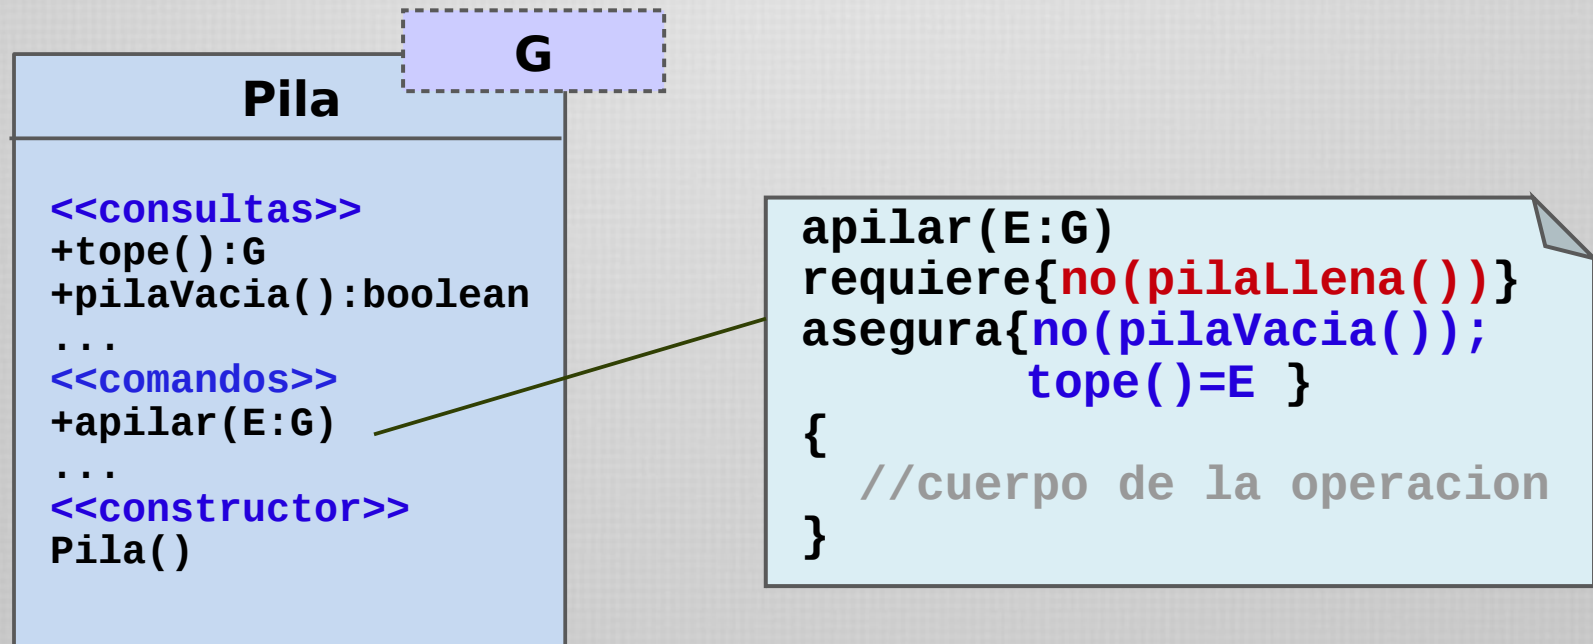 G
Pila
<<consultas>>
+tope():G
+pilaVacia():boolean
...
<<comandos>>
+apilar(E:G)
...
<<constructor>>
Pila()
apilar(E:G)
requiere{no(pilaLlena())}
asegura{no(pilaVacia());
tope()=E }
{
//cuerpo de la operacion
}